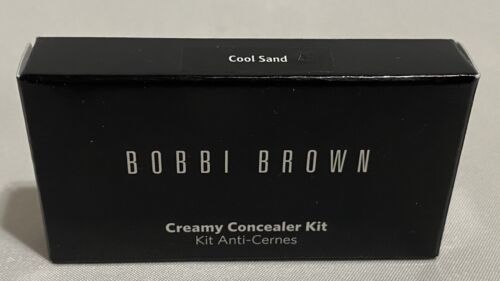 Cool Sand
BOBBI BROWN
Creamy Concealer Kit
Kit Anti-Cernes